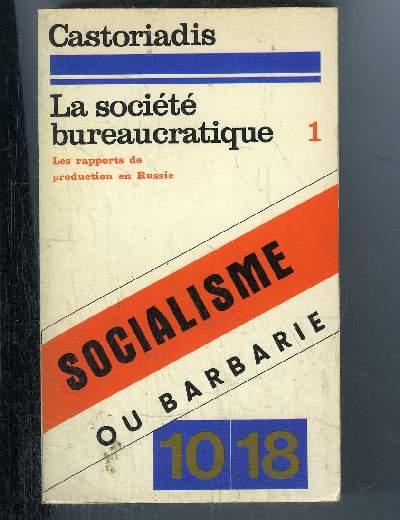 Castoriadis
La société
bureaucratique 1
Les rapports de
production en Russie
SOCIALISME
OU BARBARIE
10 18